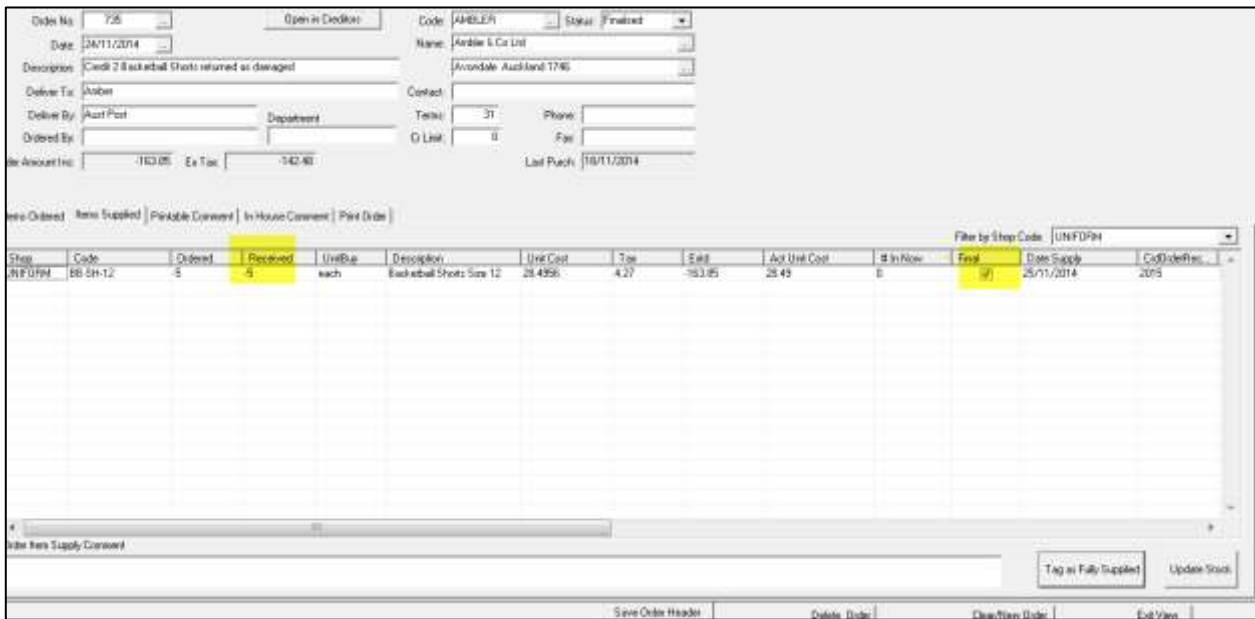 Order No 735 ... Open in Creditors Code AMBLER ... Status Finalised
Date 24/11/2014 ... Name Ambler & Co Ltd ...
Description Credit 2 Basketball Shorts returned as damaged Avondale Auckland 1746 ...
Deliver To Amber Contact
Deliver By Aust Post Department Terms 31 Phone
Ordered By Cr Limit 0 Fax
der Amount Inc -163.85 Ex Tax -142.48 Last Purch 18/11/2014
tems Ordered Items Supplied Printable Comment In House Comment Print Order
Filter by Shop Code UNIFORM
Shop Code Ordered Received UnitBuy Description Unit Cost Tax Extd Act Unit Cost # In Now Final Date Supply CrdOrderRec...
UNIFORM BB-SH-12 -5 -5 each Basketball Shorts Size 12 28.4956 4.27 -163.85 28.49 0 25/11/2014 2015
Order Item Supply Comment
Tag as Fully Supplied Update Stock
Save Order Header Delete Order Clear/New Order Exit View